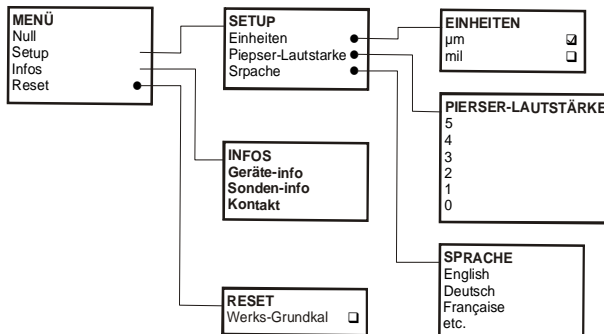 MENÜ
Null
Setup
Infos
Reset
SETUP
Einheiten
Piepser-Lautstarke
Srpache
EINHEITEN
µm
mil
PIERSER-LAUTSTÄRKE
5
4
3
2
1
0
INFOS
Geräte-info
Sonden-info
Kontakt
SPRACHE
English
Deutsch
Française
etc.
RESET
Werks-Grundkal